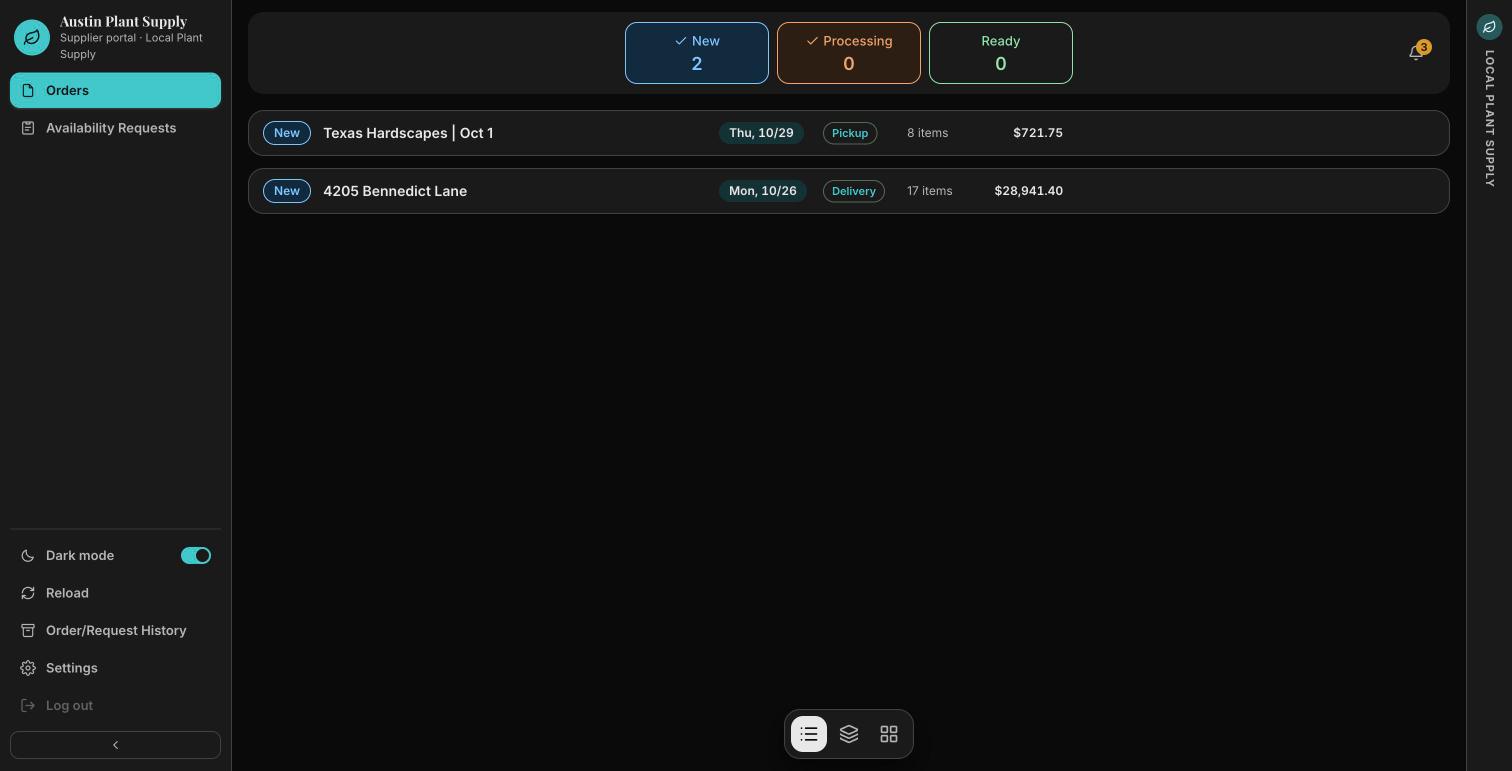 Austin Plant Supply
Supplier portal · Local Plant
Supply
Orders
Availability Requests
Dark mode
Reload
Order/Request History
Settings
Log out
New
2
Processing
0
Ready
0
3
New Texas Hardscapes | Oct 1 Thu, 10/29 Pickup 8 items $721.75
New 4205 Bennedict Lane Mon, 10/26 Delivery 17 items $28,941.40
LOCAL PLANT SUPPLY